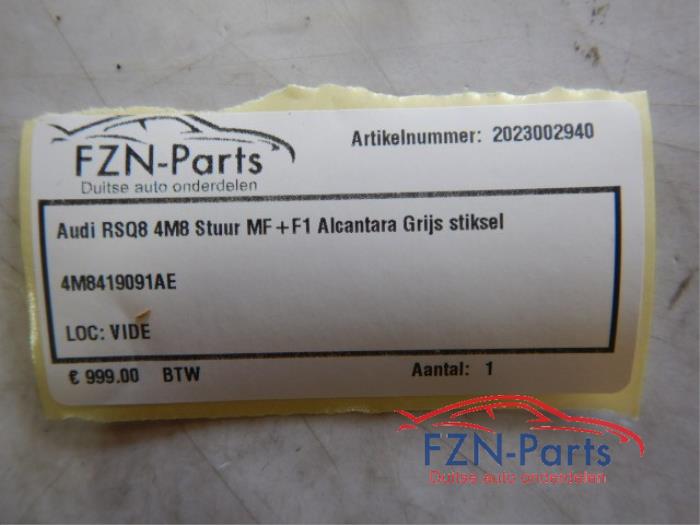 FZN-Parts
Duitse auto onderdelen
Artikelnummer: 2023002940
Audi RSQ8 4M8 Stuur MF+F1 Alcantara Grijs stiksel
4M8419091AE
LOC: VIDE
€ 999.00 BTW
Aantal: 1
FZN-Parts
Duitse auto onderdelen